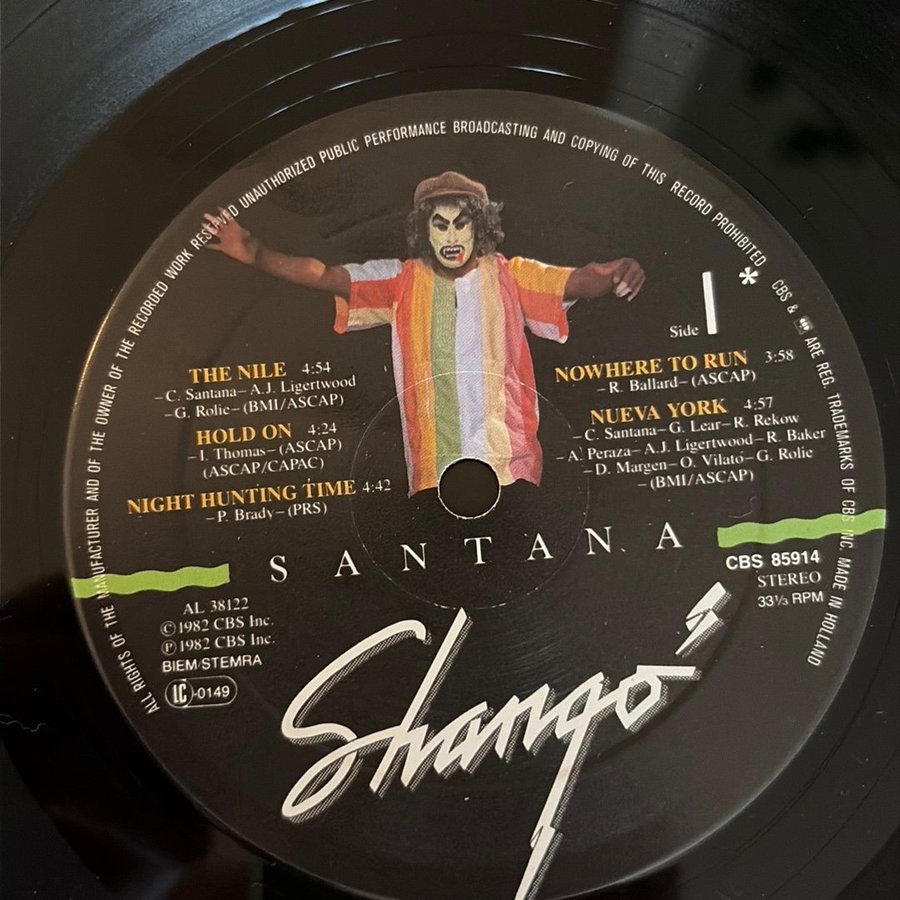 ALL RIGHTS OF THE MANUFACTURER AND OF THE OWNER OF THE RECORDED WORK RESERVED UNAUTHORIZED PUBLIC PERFORMANCE BROADCASTING AND COPYING OF THIS RECORD PROHIBITED
CBS & ARE REG. TRADEMARKS OF CBS INC. MADE IN HOLLAND
Side 1 *
THE NILE 4:54
–C. Santana–A.J. Ligertwood
–G. Rolie–(BMI/ASCAP)
HOLD ON 4:24
–I. Thomas–(ASCAP)
(ASCAP/CAPAC)
NIGHT HUNTING TIME 4:42
–P. Brady–(PRS)
NOWHERE TO RUN 3:58
–R. Ballard–(ASCAP)
NUEVA YORK 4:57
–C. Santana–G. Lear–R. Rekow
–A. Peraza–A.J. Ligertwood–R. Baker
–D. Margen–O. Vilató–G. Rolie
–(BMI/ASCAP)
SANTANA
CBS 85914
STEREO
33⅓ RPM
AL 38122
©1982 CBS Inc.
℗1982 CBS Inc.
BIEM/STEMRA
LC-0149
Shangó